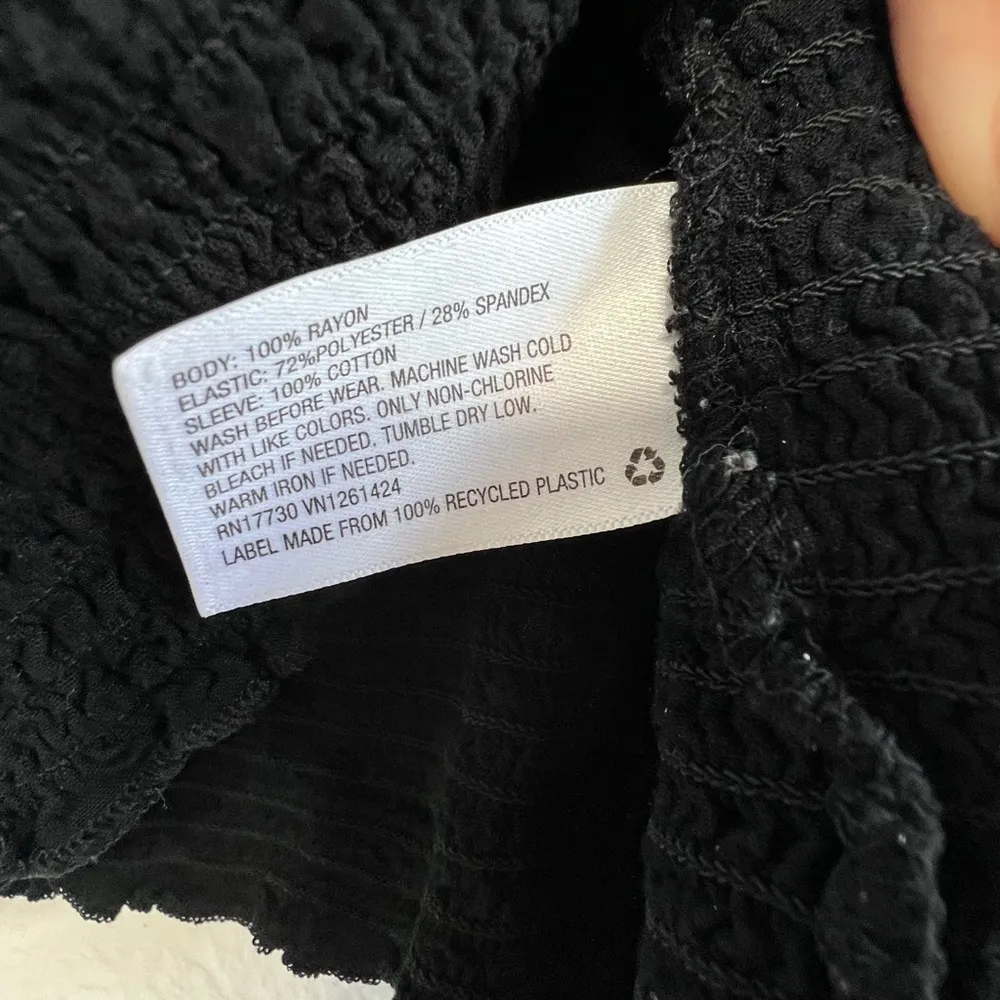 BODY: 100% RAYON
ELASTIC: 72%POLYESTER / 28% SPANDEX
SLEEVE: 100% COTTON
WASH BEFORE WEAR. MACHINE WASH COLD
WITH LIKE COLORS. ONLY NON-CHLORINE
BLEACH IF NEEDED. TUMBLE DRY LOW.
WARM IRON IF NEEDED.
RN17730 VN1261424
LABEL MADE FROM 100% RECYCLED PLASTIC